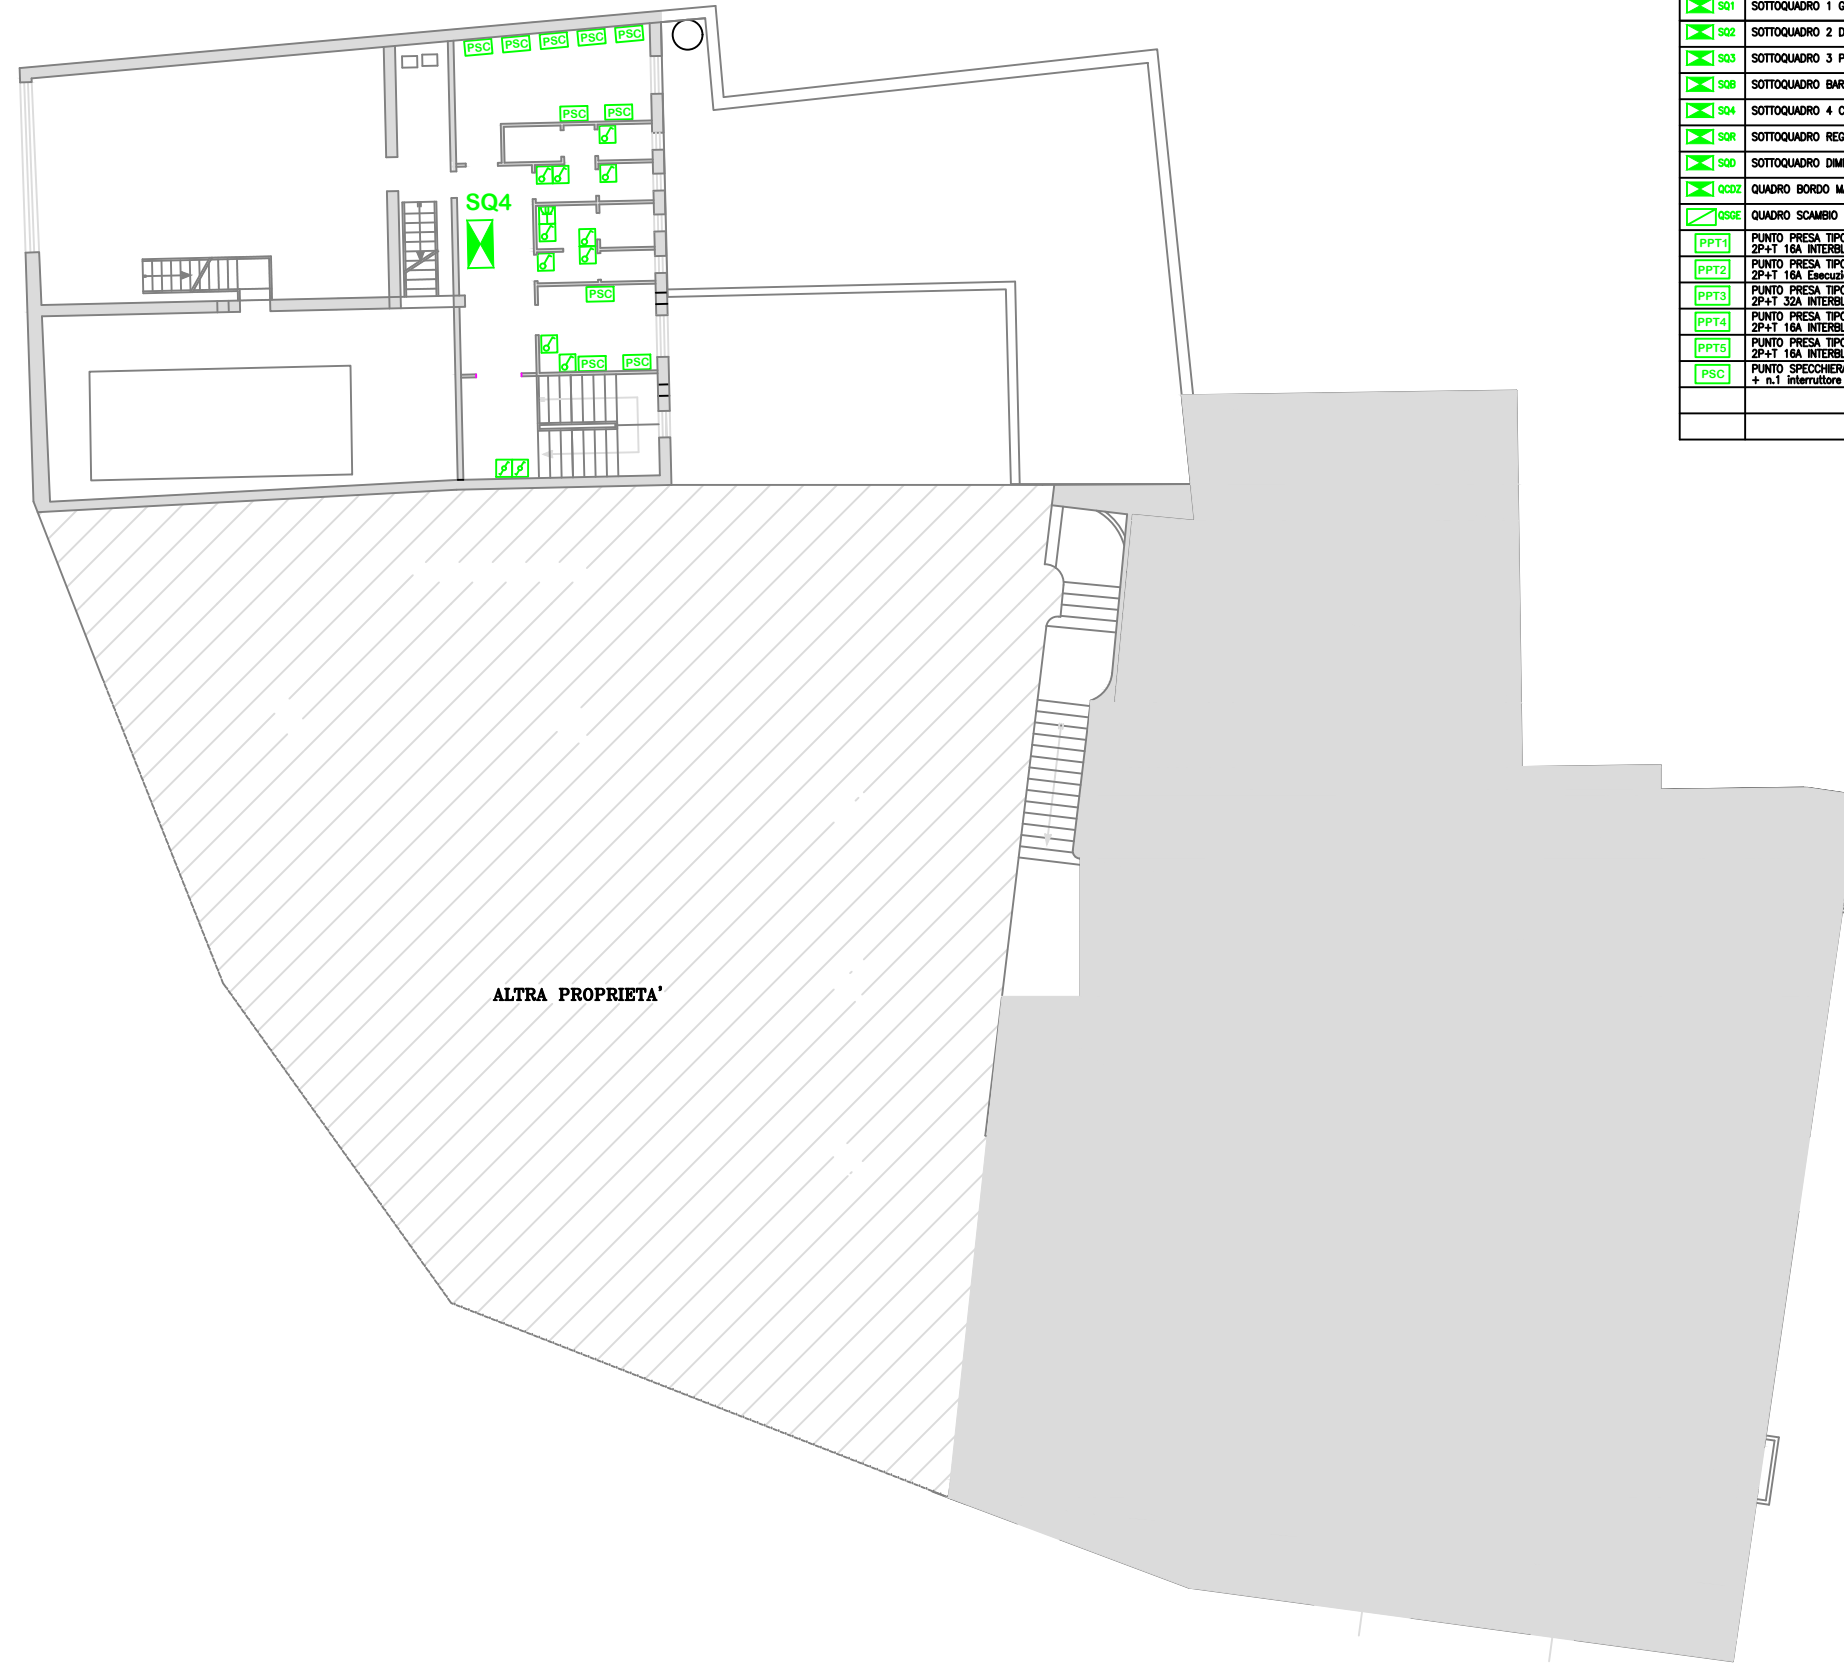 PSC PSC PSC PSC PSC
PSC PSC
SQ4
PSC
PSC PSC
ALTRA PROPRIETA'
SQ1 SOTTOQUADRO 1 G
SQ2 SOTTOQUADRO 2 D
SQ3 SOTTOQUADRO 3 P
SQB SOTTOQUADRO BAR
SQ4 SOTTOQUADRO 4 C
SQR SOTTOQUADRO REG
SQD SOTTOQUADRO DIM
QCDZ QUADRO BORDO M
QSGE QUADRO SCAMBIO
PPT1 PUNTO PRESA TIPO
2P+T 16A INTERBL
PPT2 PUNTO PRESA TIPO
2P+T 16A Esecuzi
PPT3 PUNTO PRESA TIPO
2P+T 32A INTERBL
PPT4 PUNTO PRESA TIPO
2P+T 16A INTERBL
PPT5 PUNTO PRESA TIPO
2P+T 16A INTERBL
PSC PUNTO SPECCHIERA
+ n.1 interruttore